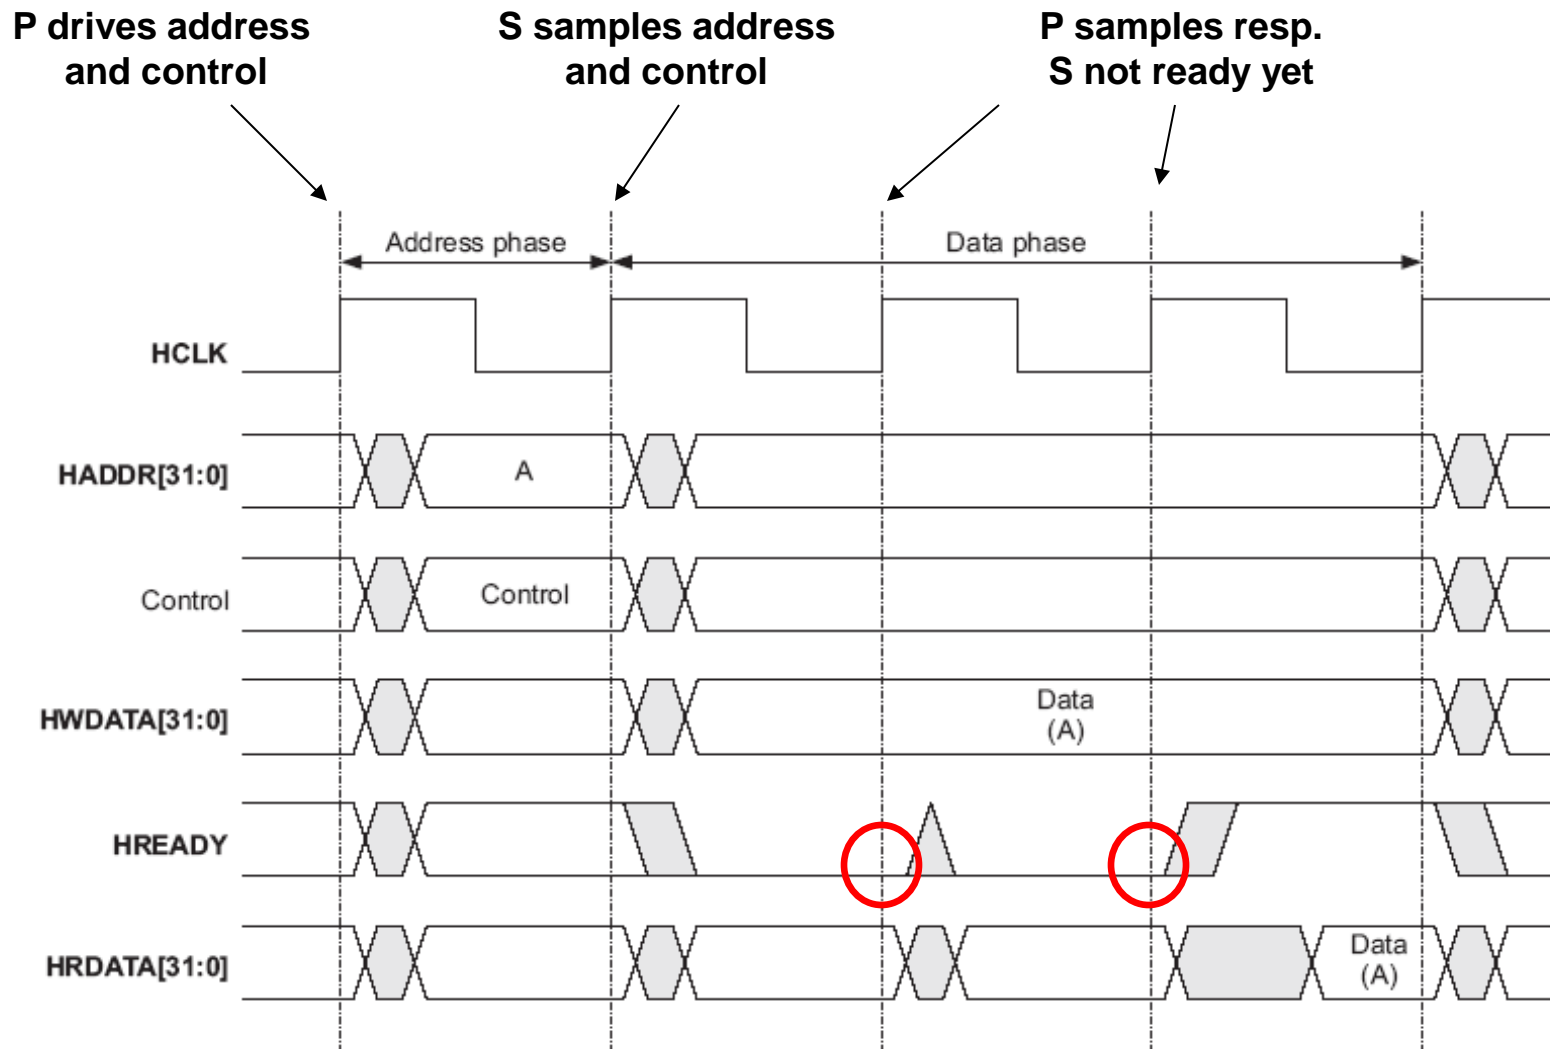 P drives address
and control
S samples address
and control
P samples resp.
S not ready yet
Address phase
Data phase
HCLK
HADDR[31:0]
A
Control
Control
HWDATA[31:0]
Data
(A)
HREADY
HRDATA[31:0]
Data
(A)